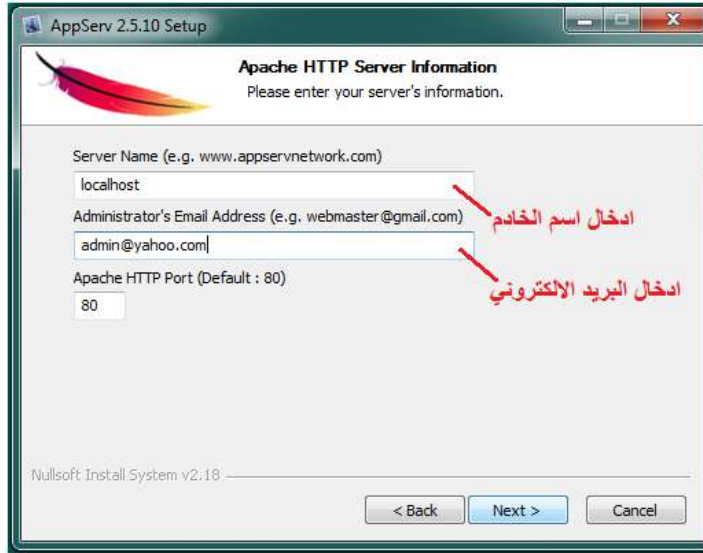 AppServ 2.5.10 Setup
Apache HTTP Server Information
Please enter your server's information.
Server Name (e.g. www.appservnetwork.com)
localhost
Administrator's Email Address (e.g. webmaster@gmail.com)
ادخال اسم الخادم
admin@yahoo.com
Apache HTTP Port (Default : 80)
ادخال البريد الالكتروني
80
Nullsoft Install System v2.18
< Back
Next >
Cancel